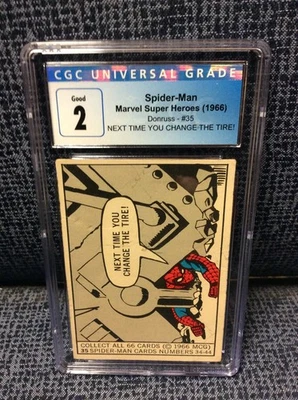 CGC UNIVERSAL GRADE
Good
2
Spider-Man
Marvel Super Heroes (1966)
Donruss - #35
NEXT TIME YOU CHANGE THE TIRE!
NEXT TIME YOU
CHANGE THE TIRE!
COLLECT ALL 66 CARDS © 1966 MCG
35 SPIDER-MAN CARDS NUMBERS 34-44